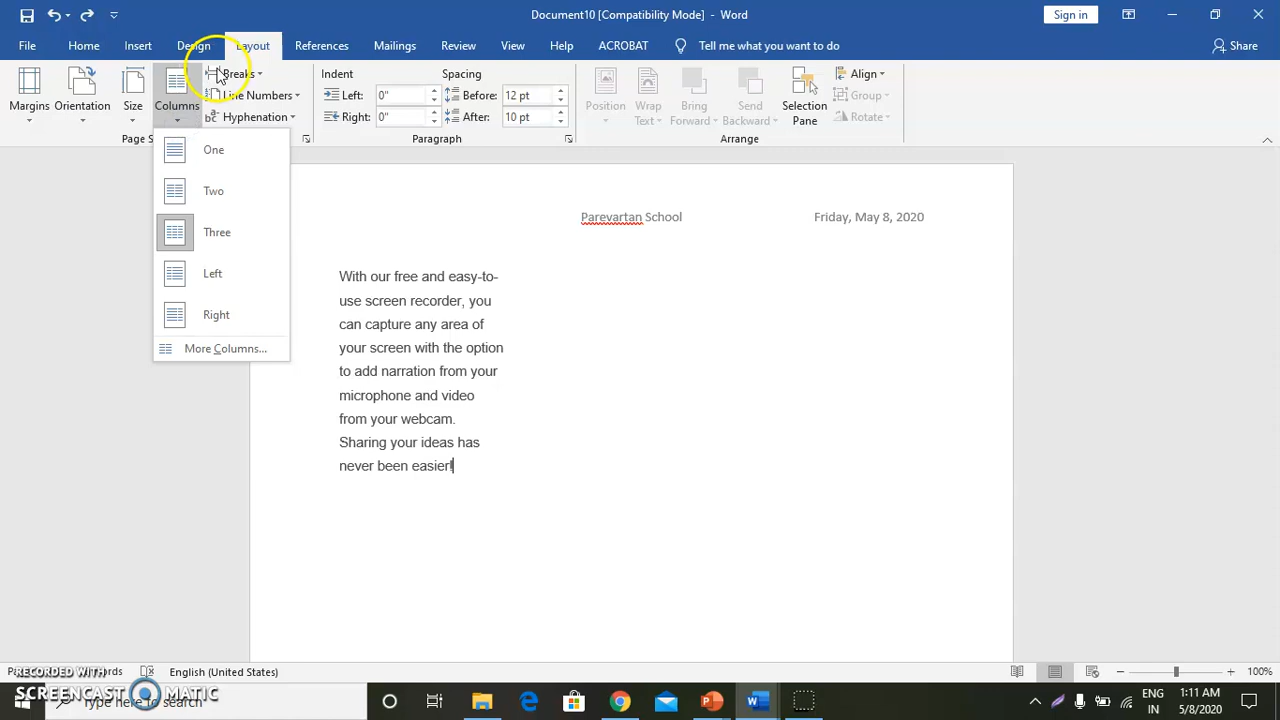 Document10 [Compatibility Mode] - Word
Sign in
File Home Insert Design Layout References Mailings Review View Help ACROBAT Tell me what you want to do Share
Margins
Orientation
Size
Columns
Breaks
Line Numbers
Hyphenation
Indent
Left: 0"
Right: 0"
Spacing
Before: 12 pt
After: 10 pt
Position
Wrap
Text
Bring
Forward
Send
Backward
Selection
Pane
Align
Group
Rotate
Paragraph
Arrange
One
Two
Three
Left
Right
More Columns...
Parevartan School
Friday, May 8, 2020
With our free and easy-to-
use screen recorder, you
can capture any area of
your screen with the option
to add narration from your
microphone and video
from your webcam.
Sharing your ideas has
never been easier!
English (United States)
100%
RECORDED WITH
SCREENCAST MATIC
Type here to search
ENG
IN
1:11 AM
5/8/2020